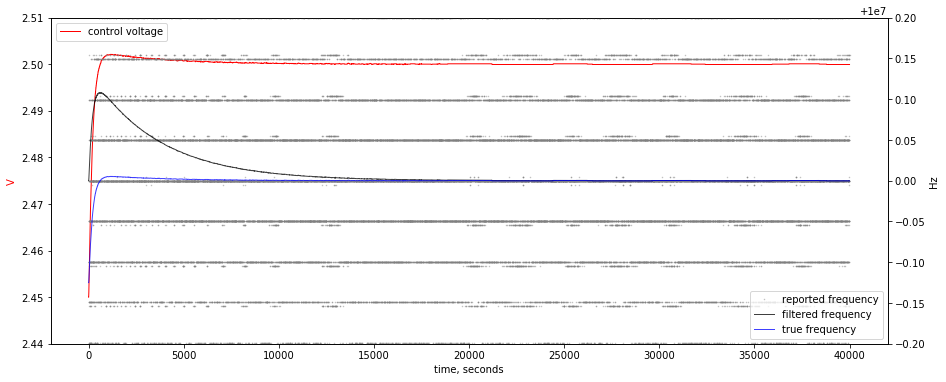 +1e7
2.51
2.50
2.49
2.48
2.47
2.46
2.45
2.44
V
control voltage
0.20
0.15
0.10
0.05
0.00
−0.05
−0.10
−0.15
−0.20
Hz
reported frequency
filtered frequency
true frequency
0 5000 10000 15000 20000 25000 30000 35000 40000
time, seconds